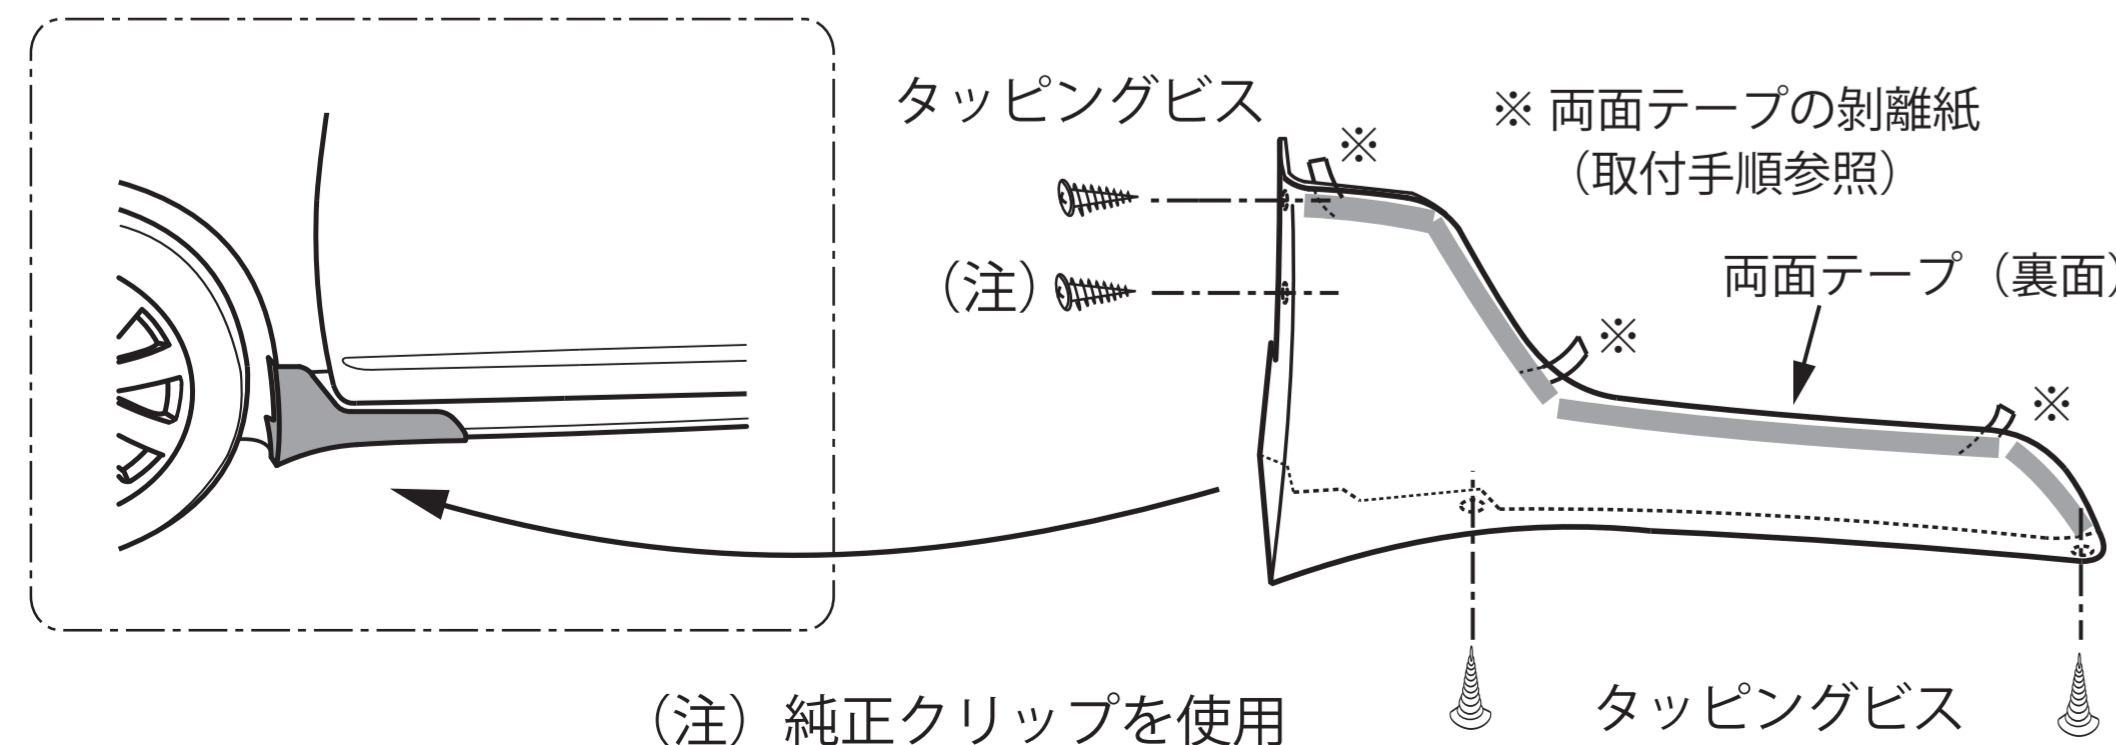 タッピングビス
※
※ 両面テープの剝離紙
（取付手順参照）
（注）
両面テープ（裏面）
※
※
（注）純正クリップを使用
タッピングビス